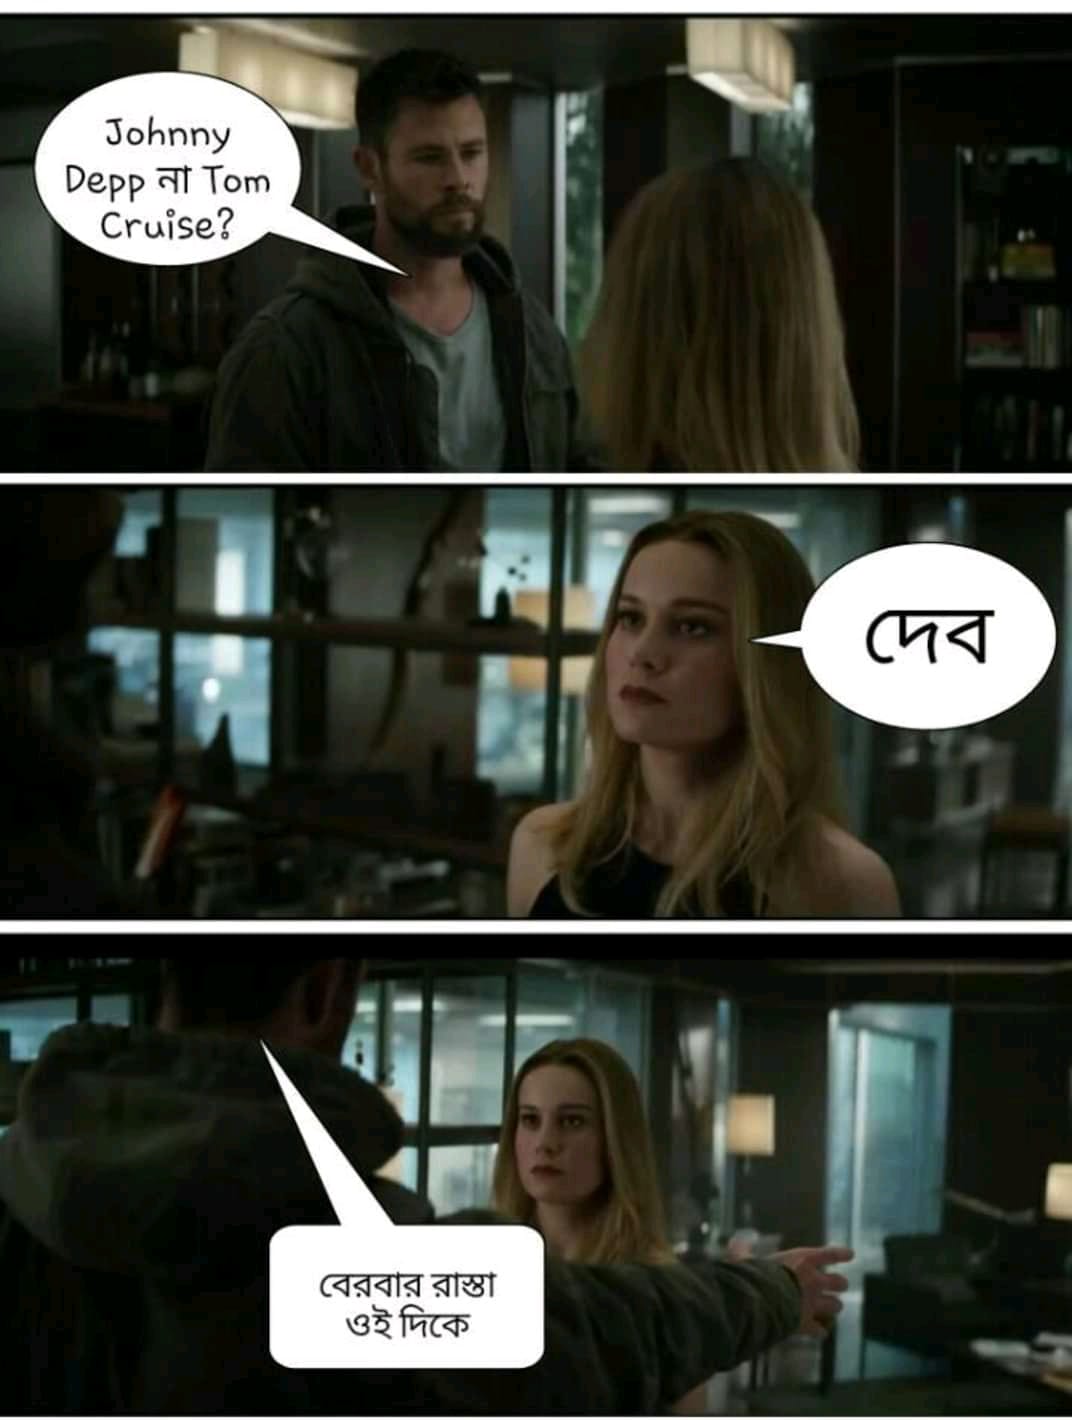 Johnny
Depp না Tom
Cruise?
দেব
বেরবার রাস্তা
ওই দিকে